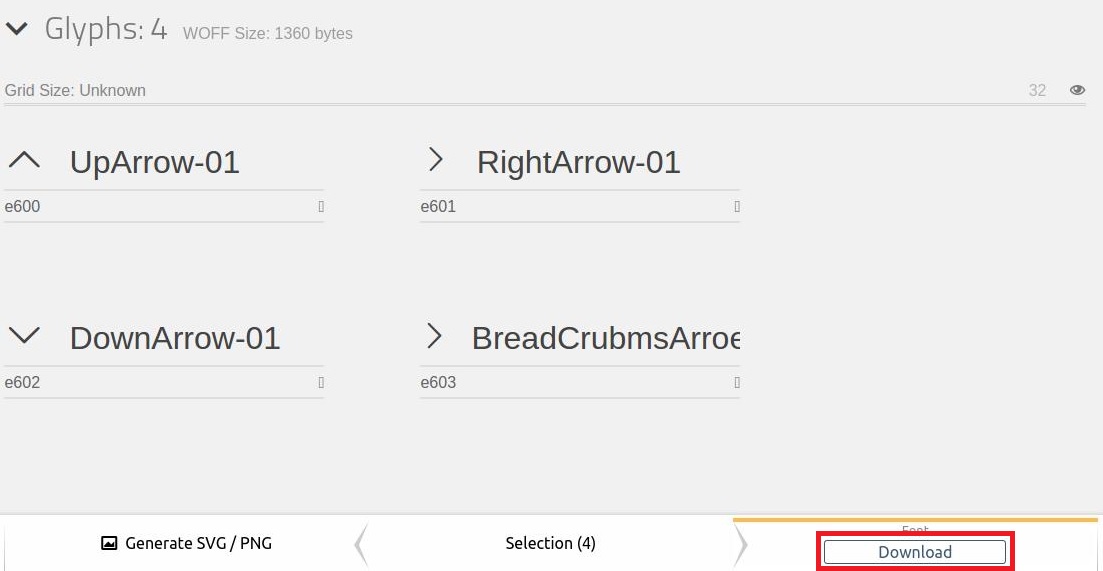 Glyphs: 4 WOFF Size: 1360 bytes
Grid Size: Unknown 32
UpArrow-01 RightArrow-01
e600 e601
DownArrow-01 BreadCrubmsArroe
e602 e603
Font
Generate SVG / PNG Selection (4) Download